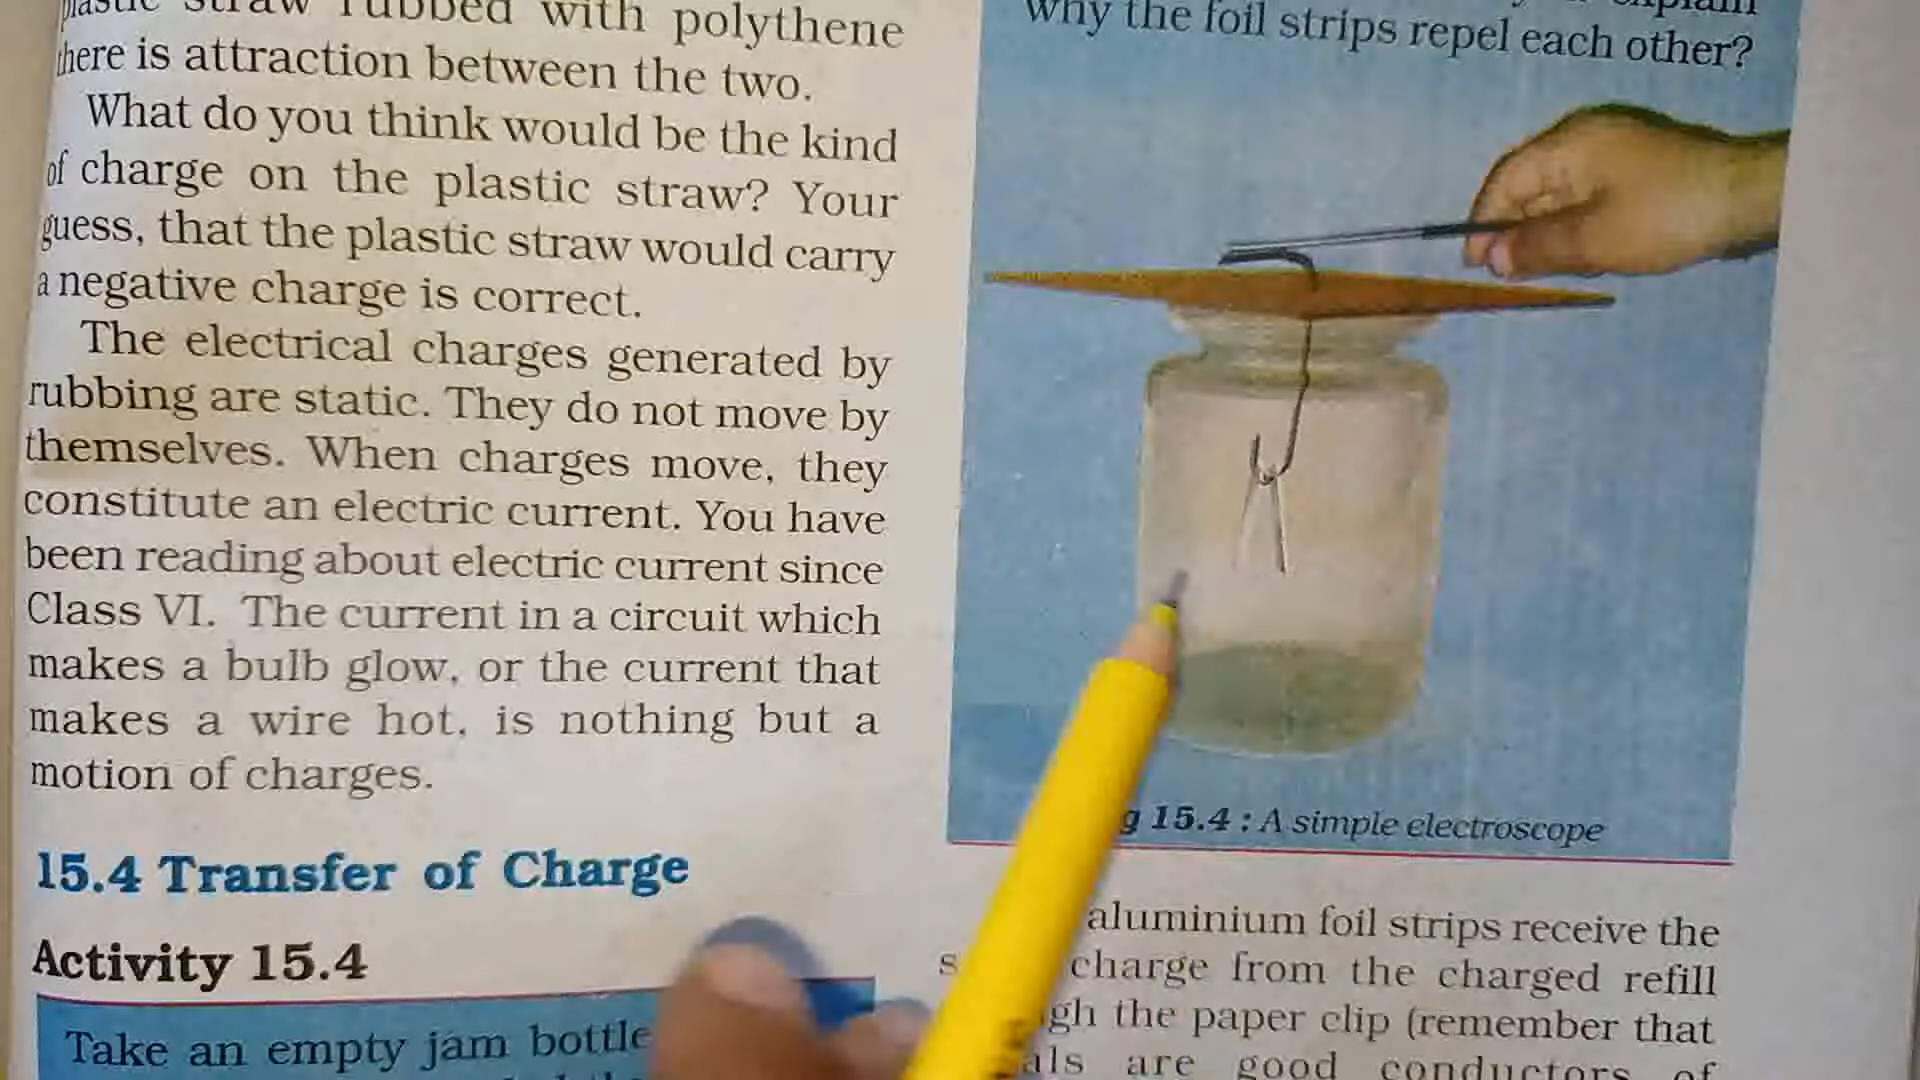 plastic straw rubbed with polythene
there is attraction between the two.
What do you think would be the kind
of charge on the plastic straw? Your
guess, that the plastic straw would carry
a negative charge is correct.
The electrical charges generated by
rubbing are static. They do not move by
themselves. When charges move, they
constitute an electric current. You have
been reading about electric current since
Class VI. The current in a circuit which
makes a bulb glow, or the current that
makes a wire hot, is nothing but a
motion of charges.
15.4 Transfer of Charge
Activity 15.4
Take an empty jam bottle
explain
why the foil strips repel each other?
g 15.4 : A simple electroscope
aluminium foil strips receive the
s charge from the charged refill
gh the paper clip (remember that
als are good conductors of